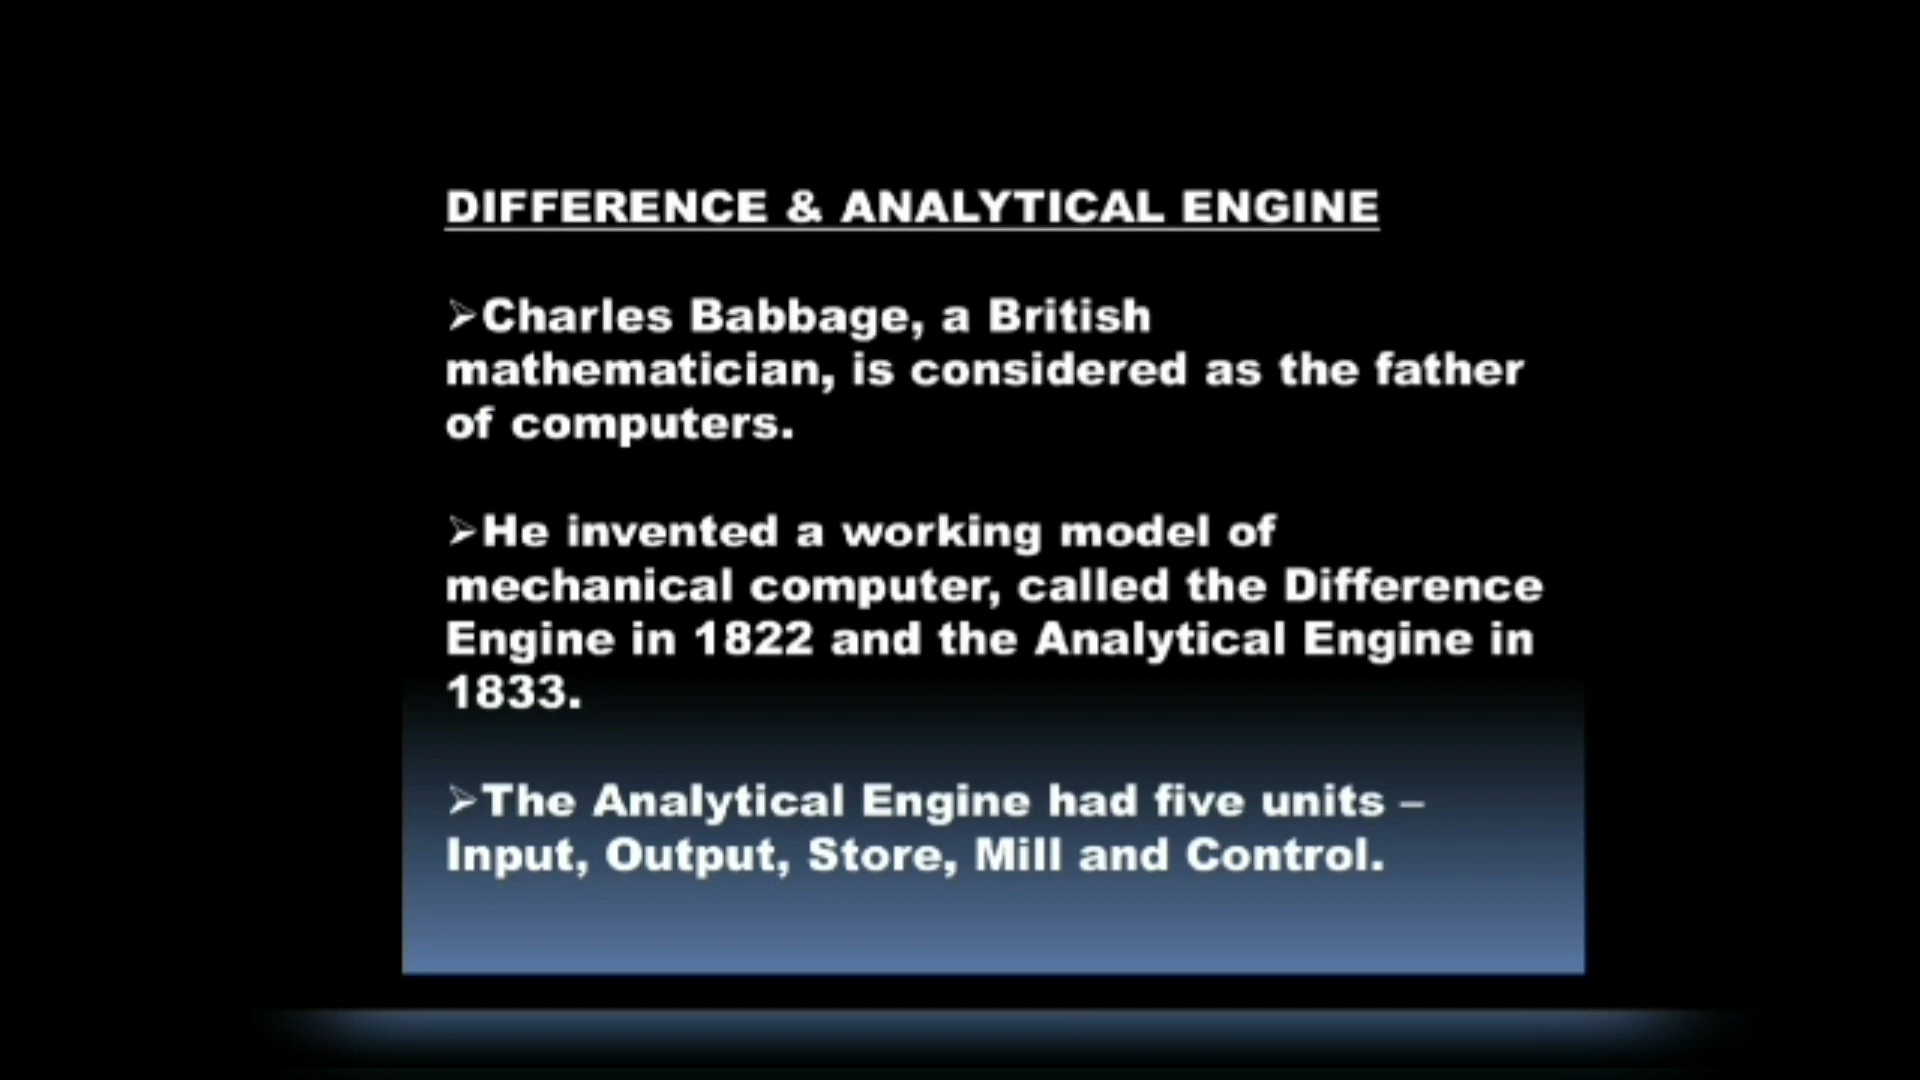 DIFFERENCE & ANALYTICAL ENGINE
➢Charles Babbage, a British
mathematician, is considered as the father
of computers.
➢He invented a working model of
mechanical computer, called the Difference
Engine in 1822 and the Analytical Engine in
1833.
➢The Analytical Engine had five units –
Input, Output, Store, Mill and Control.